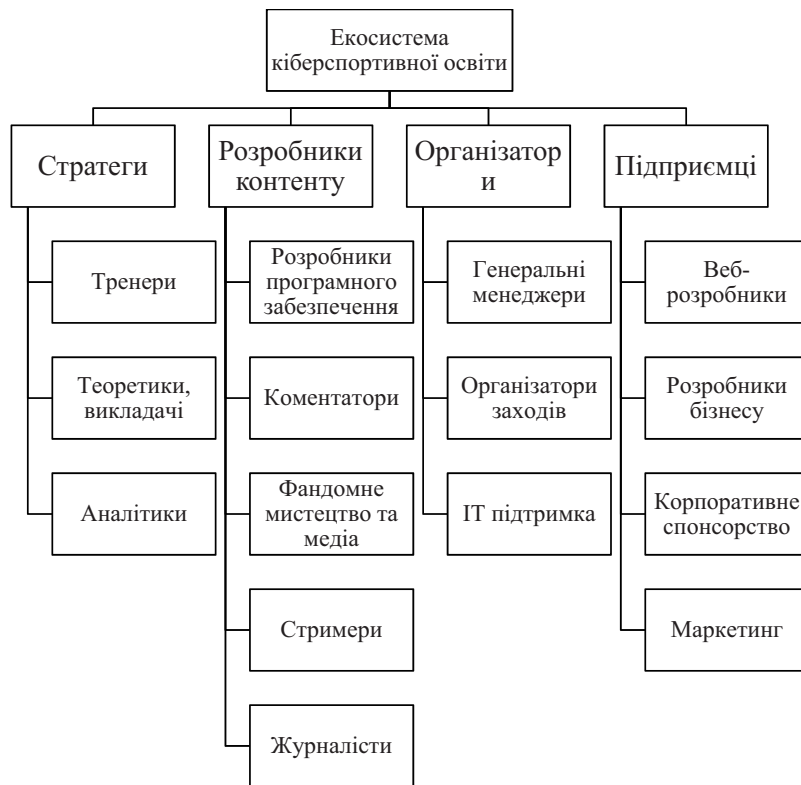 Екосистема
кіберспортивної освіти
Стратеги
Розробники
контенту
Організатор
и
Підприємці
Тренери
Теоретики,
викладачі
Аналітики
Розробники
програмного
забезпечення
Коментатори
Фандомне
мистецтво та
медіа
Стримери
Журналісти
Генеральні
менеджери
Організатори
заходів
ІТ підтримка
Веб-
розробники
Розробники
бізнесу
Корпоративне
спонсорство
Маркетинг